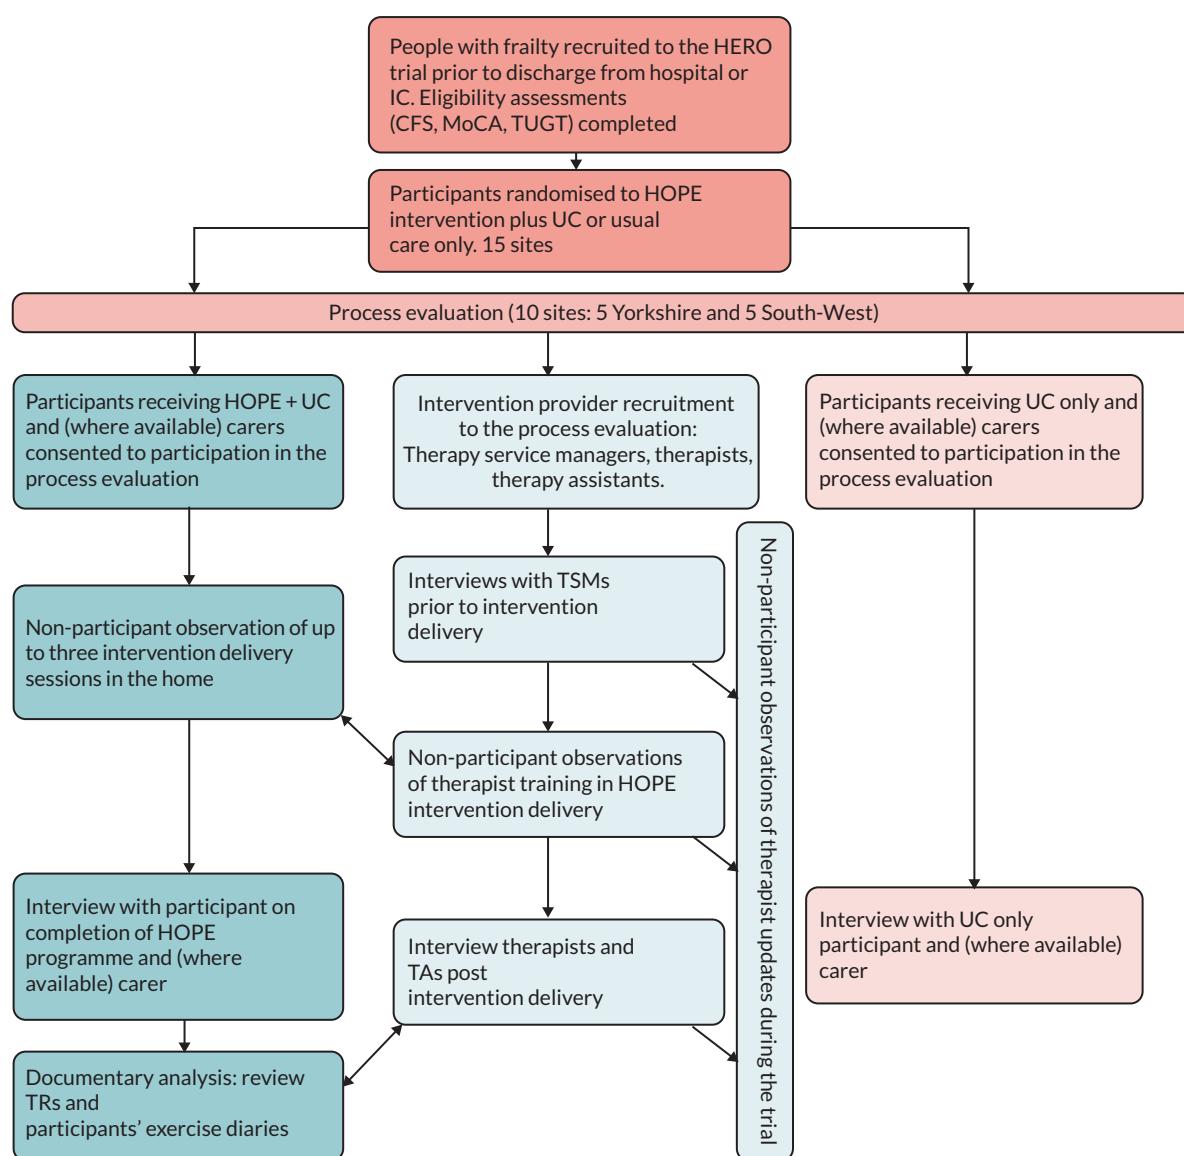 People with frailty recruited to the HERO
trial prior to discharge from hospital or
IC. Eligibility assessments
(CFS, MoCA, TUGT) completed
Participants randomised to HOPE
intervention plus UC or usual
care only. 15 sites
Process evaluation (10 sites: 5 Yorkshire and 5 South-West)
Participants receiving HOPE + UC
and (where available) carers
consented to participation in the
process evaluation
Intervention provider recruitment
to the process evaluation:
Therapy service managers, therapists,
therapy assistants.
Participants receiving UC only and
(where available) carers
consented to participation in the
process evaluation
Non-participant observation of up
to three intervention delivery
sessions in the home
Interviews with TSMs
prior to intervention
delivery
Non-participant observations of therapist updates during the trial
Non-participant observations
of therapist training in HOPE
intervention delivery
Interview with participant on
completion of HOPE
programme and (where
available) carer
Interview therapists and
TAs post
intervention delivery
Interview with UC only
participant and (where available)
carer
Documentary analysis: review
TRs and
participants’ exercise diaries